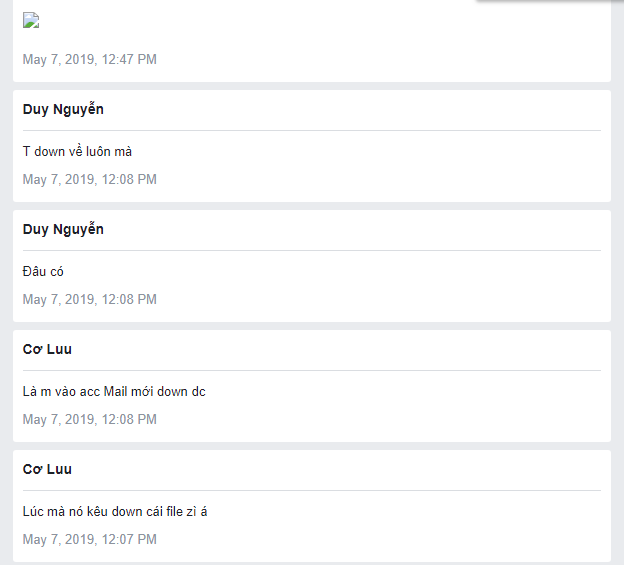 May 7, 2019, 12:47 PM
Duy Nguyễn
T down về luôn mà
May 7, 2019, 12:08 PM
Duy Nguyễn
Đâu có
May 7, 2019, 12:08 PM
Cơ Luu
Là m vào acc Mail mới down dc
May 7, 2019, 12:08 PM
Cơ Luu
Lúc mà nó kêu down cái file zì á
May 7, 2019, 12:07 PM